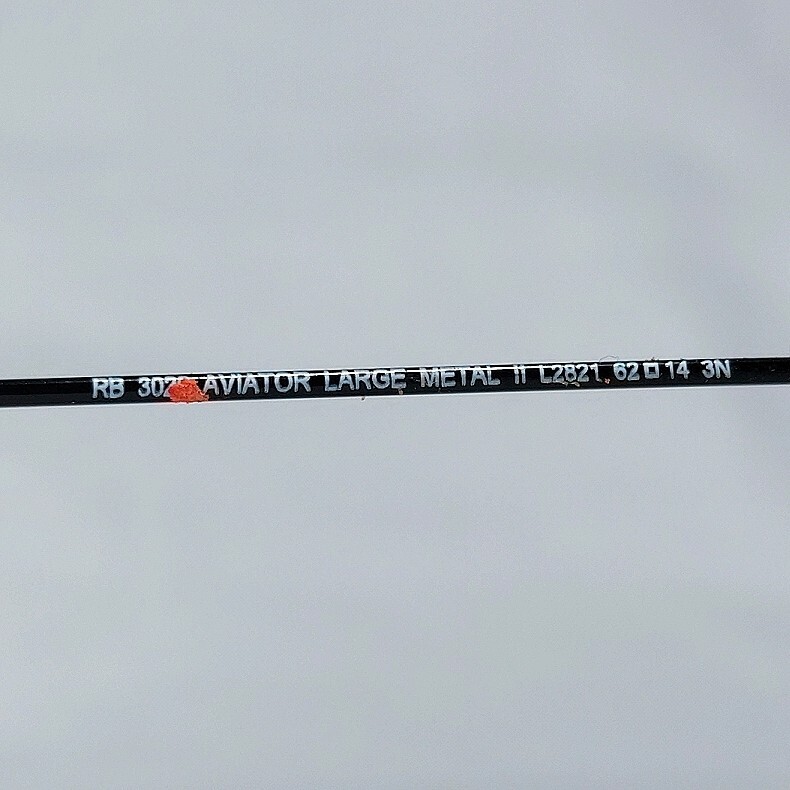 RB AVIATOR LARGE METAL II L2821 62□14 3N